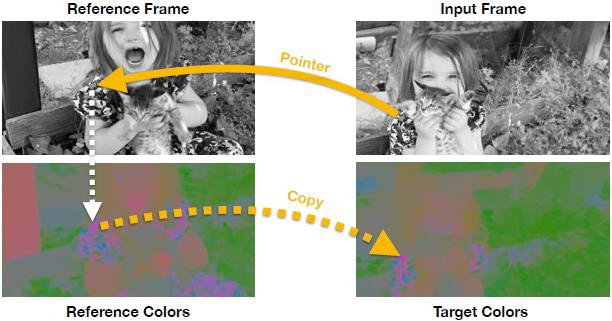 Reference Frame
Input Frame
Pointer
Copy
Reference Colors
Target Colors